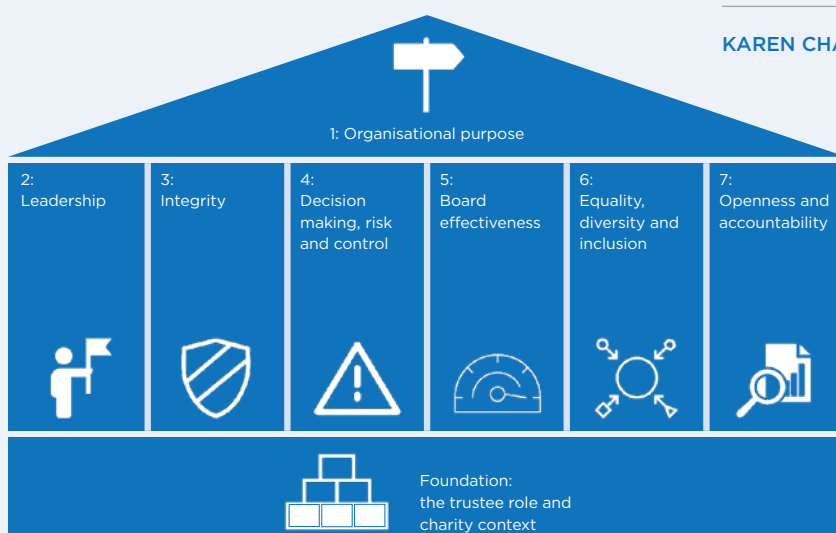 KAREN CHA
1: Organisational purpose
2:
Leadership
3:
Integrity
4:
Decision
making, risk
and control
5:
Board
effectiveness
6:
Equality,
diversity and
inclusion
7:
Openness and
accountability
Foundation:
the trustee role and
charity context